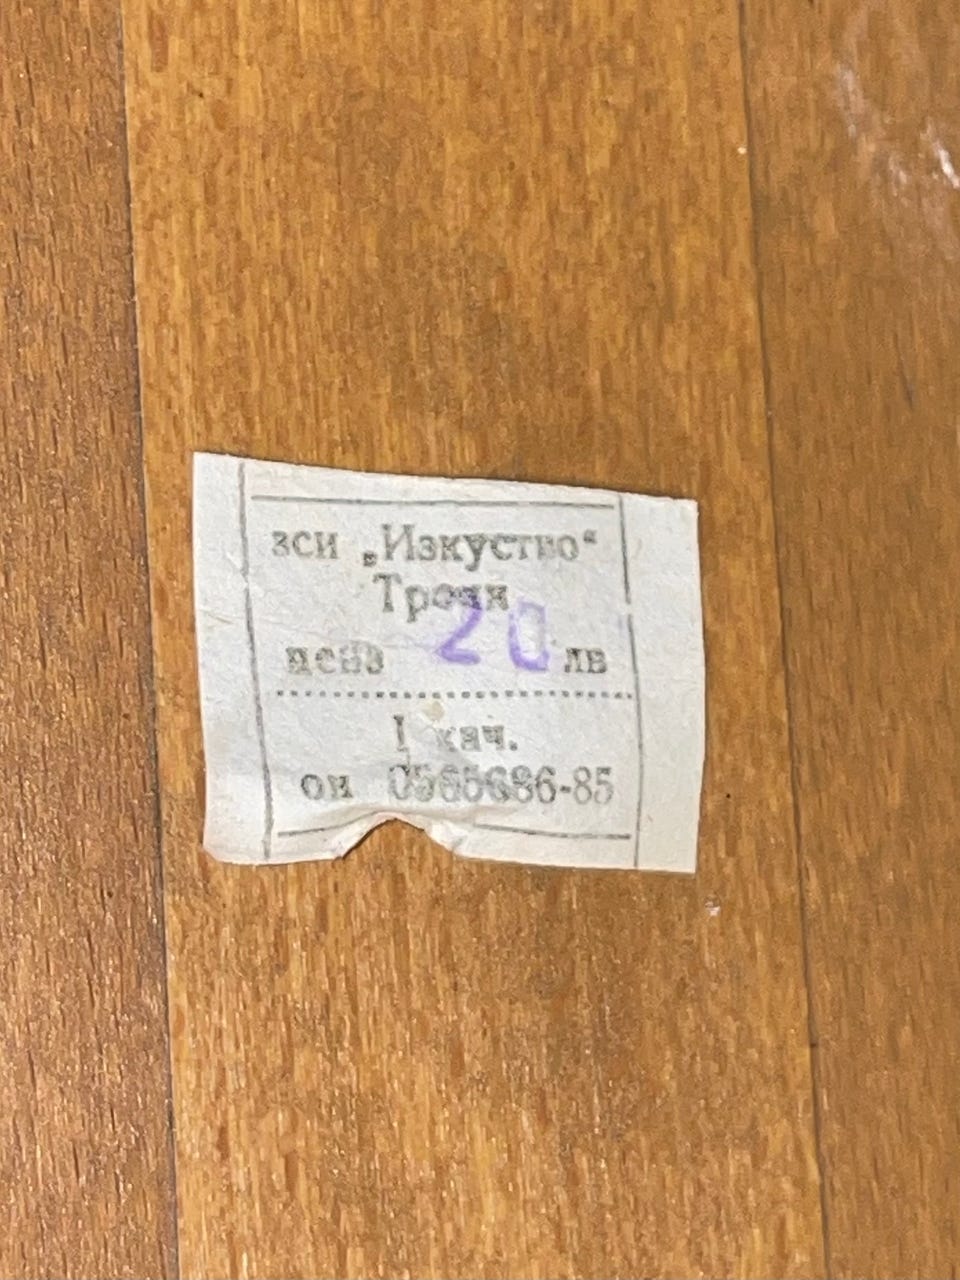 зси „Изкуство“
Троян
цена 20 лв
I кач.
он 0565686-85